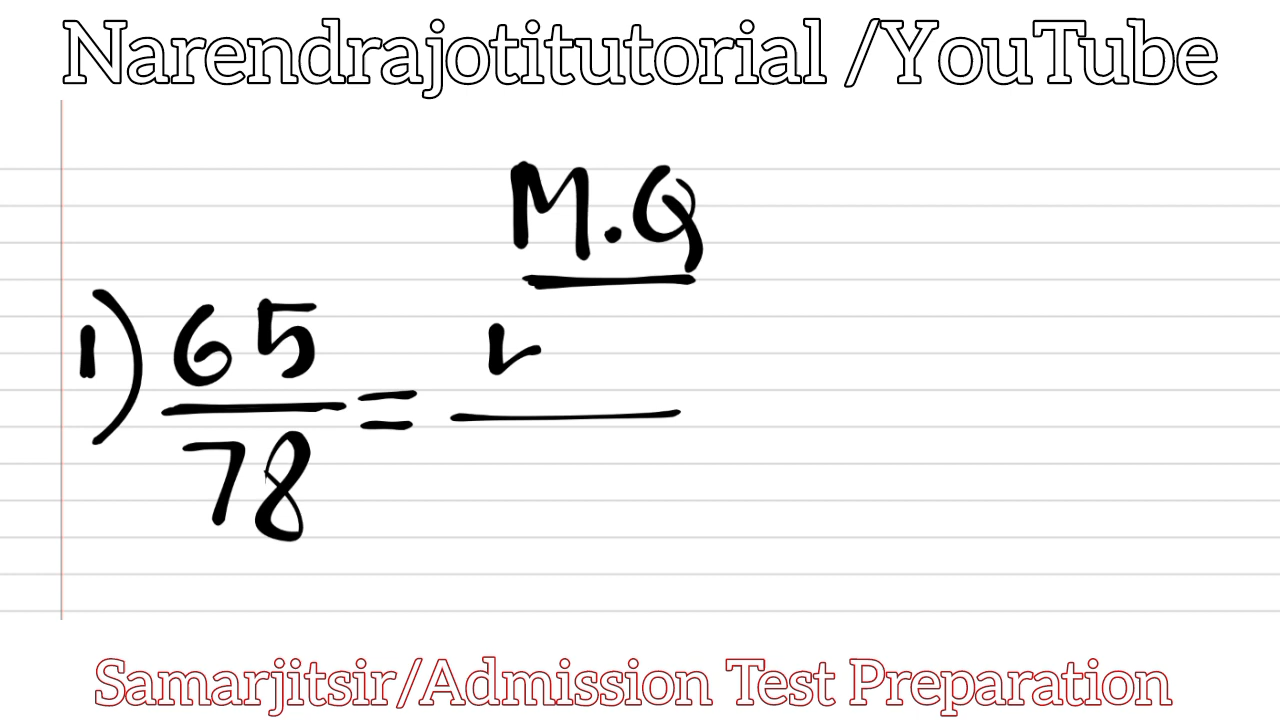 Narendrajotitutorial /YouTube
M.Q
1) 65/78 =
Samarjitsir/Admission Test Preparation